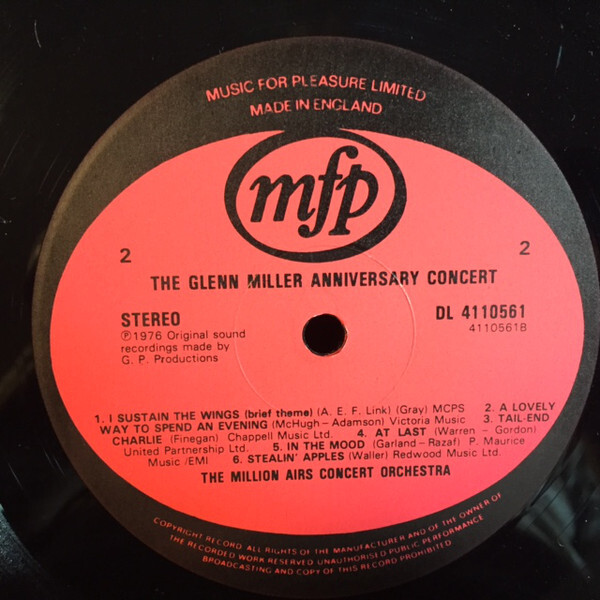 MUSIC FOR PLEASURE LIMITED
MADE IN ENGLAND
mfp
2 2
THE GLENN MILLER ANNIVERSARY CONCERT
STEREO DL 4110561
℗1976 Original sound 4110561B
recordings made by
G. P. Productions
1. I SUSTAIN THE WINGS (brief theme) (A. E. F. Link) (Gray) MCPS 2. A LOVELY
WAY TO SPEND AN EVENING (McHugh - Adamson) Victoria Music 3. TAIL-END
CHARLIE (Finegan) Chappell Music Ltd. 4. AT LAST (Warren - Gordon)
United Partnership Ltd. 5. IN THE MOOD (Garland - Razaf) P. Maurice
Music /EMI 6. STEALIN' APPLES (Waller) Redwood Music Ltd.
THE MILLION AIRS CONCERT ORCHESTRA
COPYRIGHT RECORD ALL RIGHTS OF THE MANUFACTURER AND OF THE OWNER OF
THE RECORDED WORK RESERVED UNAUTHORISED PUBLIC PERFORMANCE
BROADCASTING AND COPY OF THIS RECORD PROHIBITED